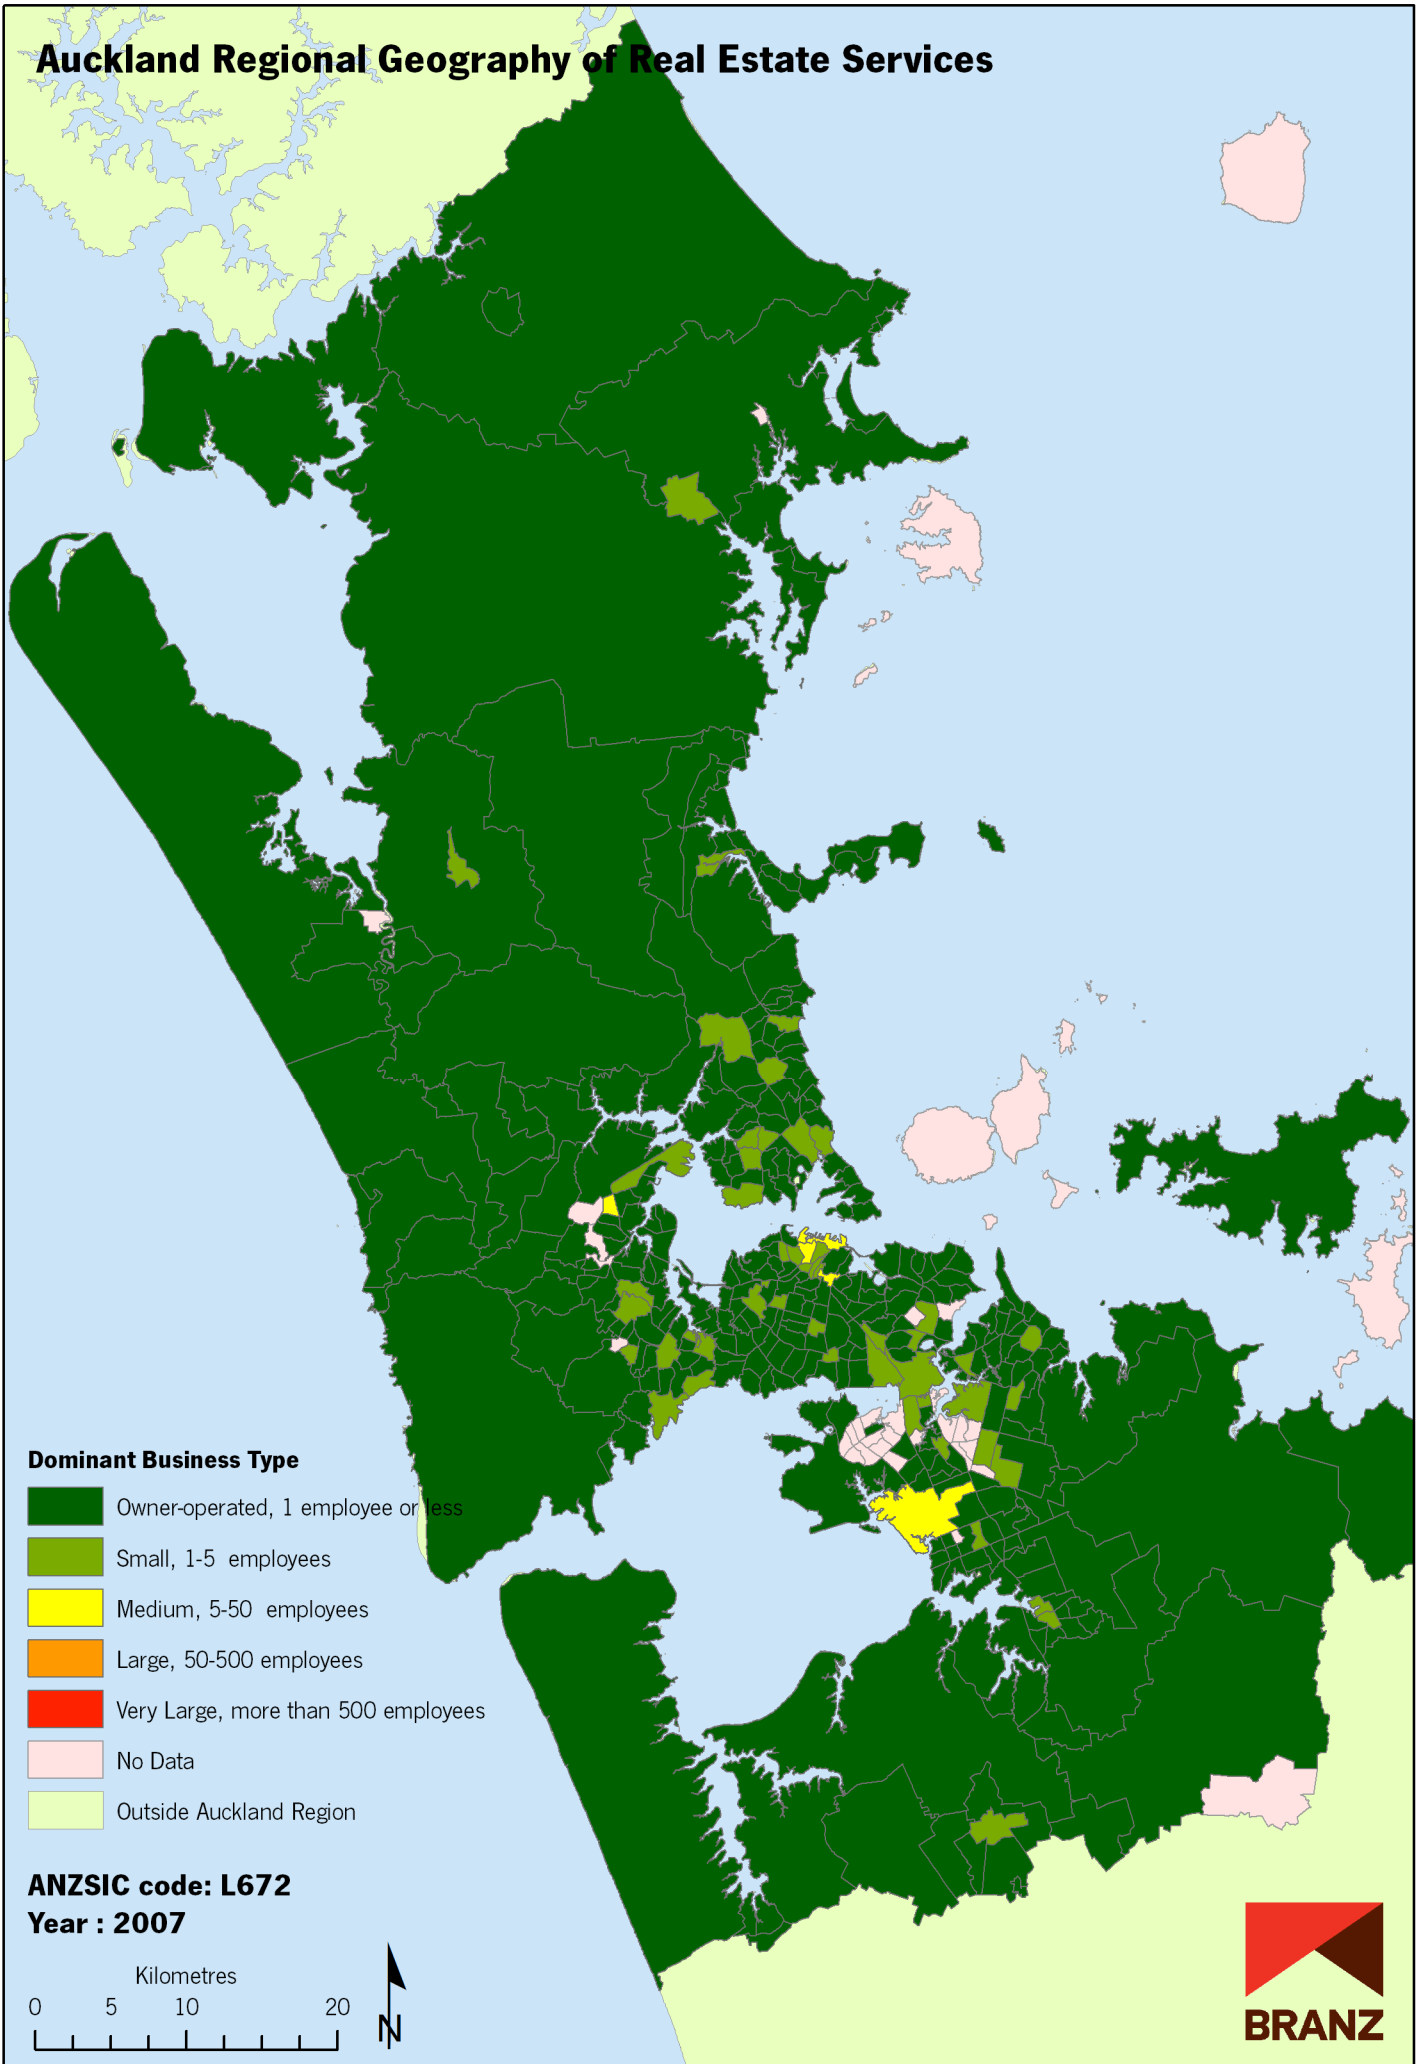 Auckland Regional Geography of Real Estate Services
Dominant Business Type
Owner-operated, 1 employee or less
Small, 1-5 employees
Medium, 5-50 employees
Large, 50-500 employees
Very Large, more than 500 employees
No Data
Outside Auckland Region
ANZSIC code: L672
Year : 2007
Kilometres
0 5 10 20
N
BRANZ